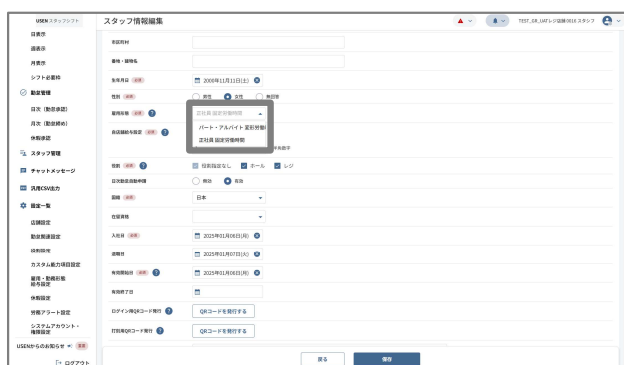 USEN スタッフシフト
スタッフ情報編集
TEST_GR_UATレジ店舗0616 スタシフ
日表示
週表示
月表示
シフト必要枠
勤怠管理
日次（勤怠承認）
月次（勤怠締め）
休暇承認
スタッフ管理
チャットメッセージ
汎用CSV出力
設定一覧
店舗設定
勤怠関連設定
役割設定
カスタム能力項目設定
雇用・勤務形態
給与設定
休暇設定
労務アラート設定
システムアカウント・
権限設定
USENからのお知らせ 重要
ログアウト
市区町村
番地・建物名
生年月日 必須 2000年11月11日(土)
性別 必須 男性 女性 無回答
雇用形態 必須 ? 正社員 固定労働時間
パート・アルバイト 変形労働
正社員 固定労働時間
自店舗給与設定 必須 ?
役割 必須 ? 役割指定なし ホール レジ
日次勤怠自動申請 無効 有効
国籍 必須 日本
在留資格
入社日 必須 2025年01月06日(月)
退職日 2025年01月07日(火)
有効開始日 必須 ? 2025年01月06日(月)
有効終了日
ログイン用QRコード発行 ? QRコードを発行する
打刻用QRコード発行 ? QRコードを発行する
戻る
保存